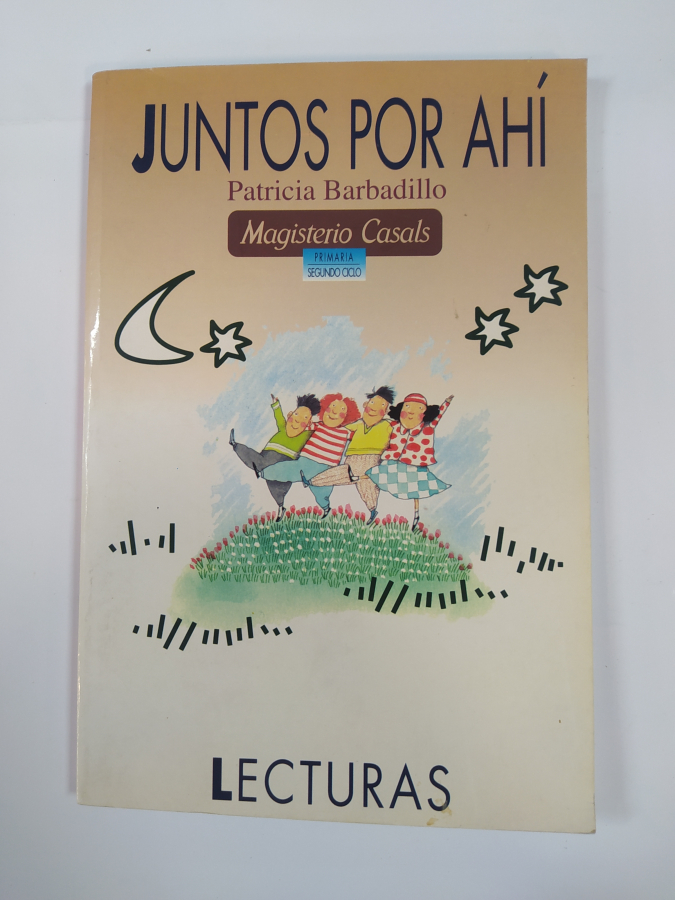 JUNTOS POR AHÍ
Patricia Barbadillo
Magisterio Casals
PRIMARIA
SEGUNDO CICLO
LECTURAS